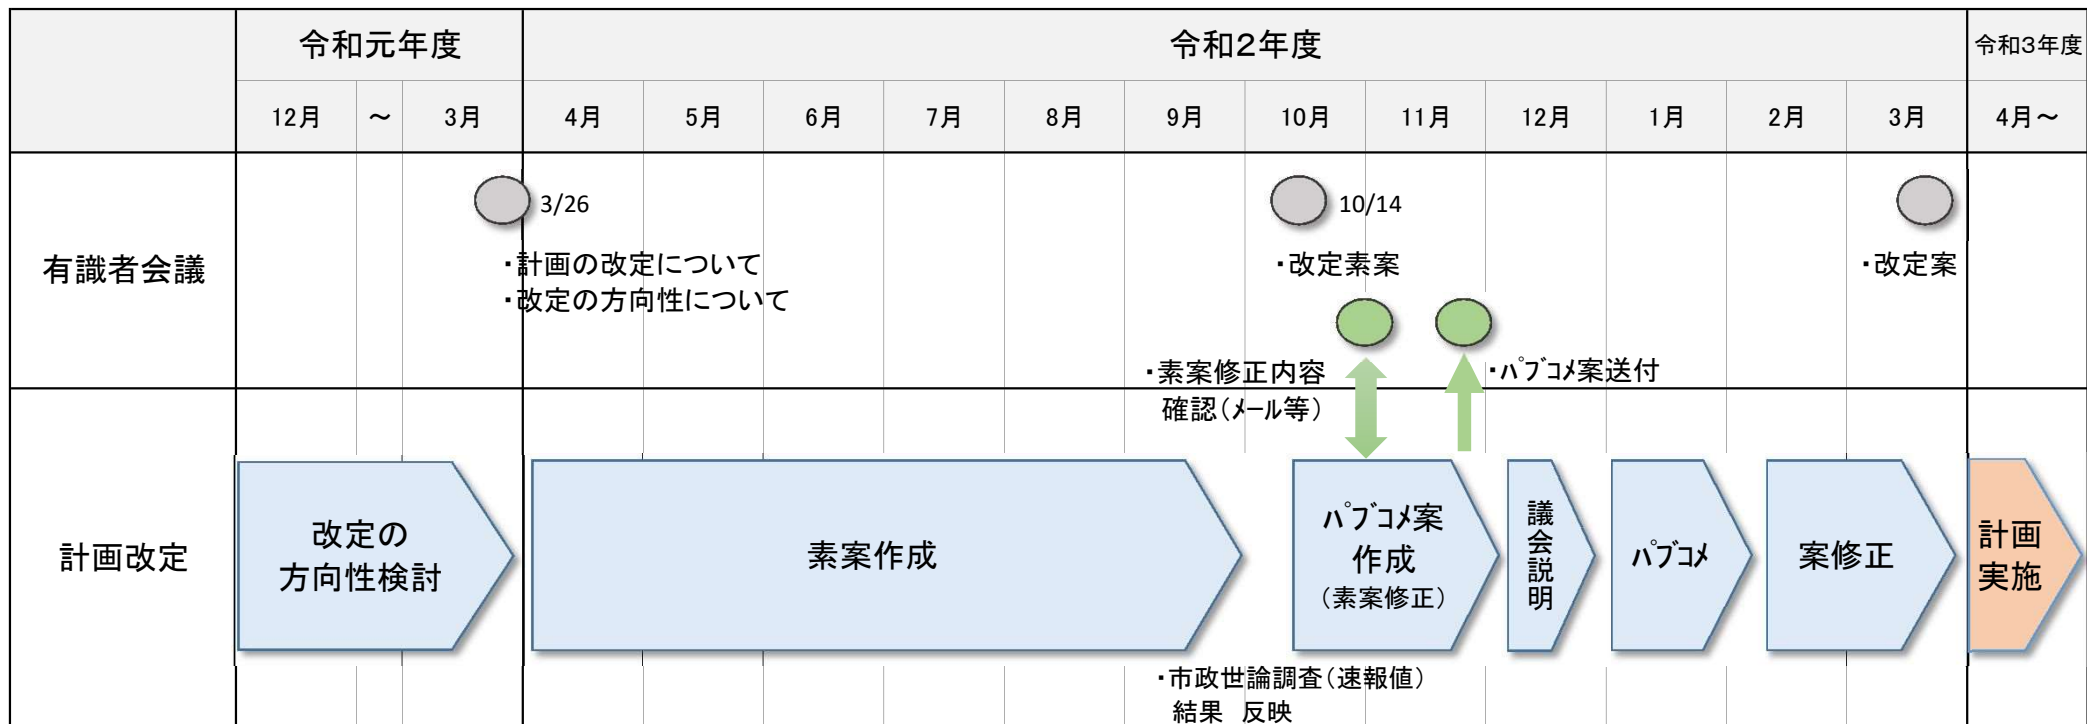 令和元年度
令和2年度
令和3年度
12月
～
3月
4月
5月
6月
7月
8月
9月
10月
11月
12月
1月
2月
3月
4月～
有識者会議
3/26
・計画の改定について
・改定の方向性について
10/14
・改定素案
・改定案
・素案修正内容
確認(ﾒｰﾙ等)
・ﾊﾟﾌﾞｺﾒ案送付
計画改定
改定の
方向性検討
素案作成
ﾊﾟﾌﾞｺﾒ案
作成
(素案修正)
議会説明
ﾊﾟﾌﾞｺﾒ
案修正
計画
実施
・市政世論調査(速報値)
結果 反映